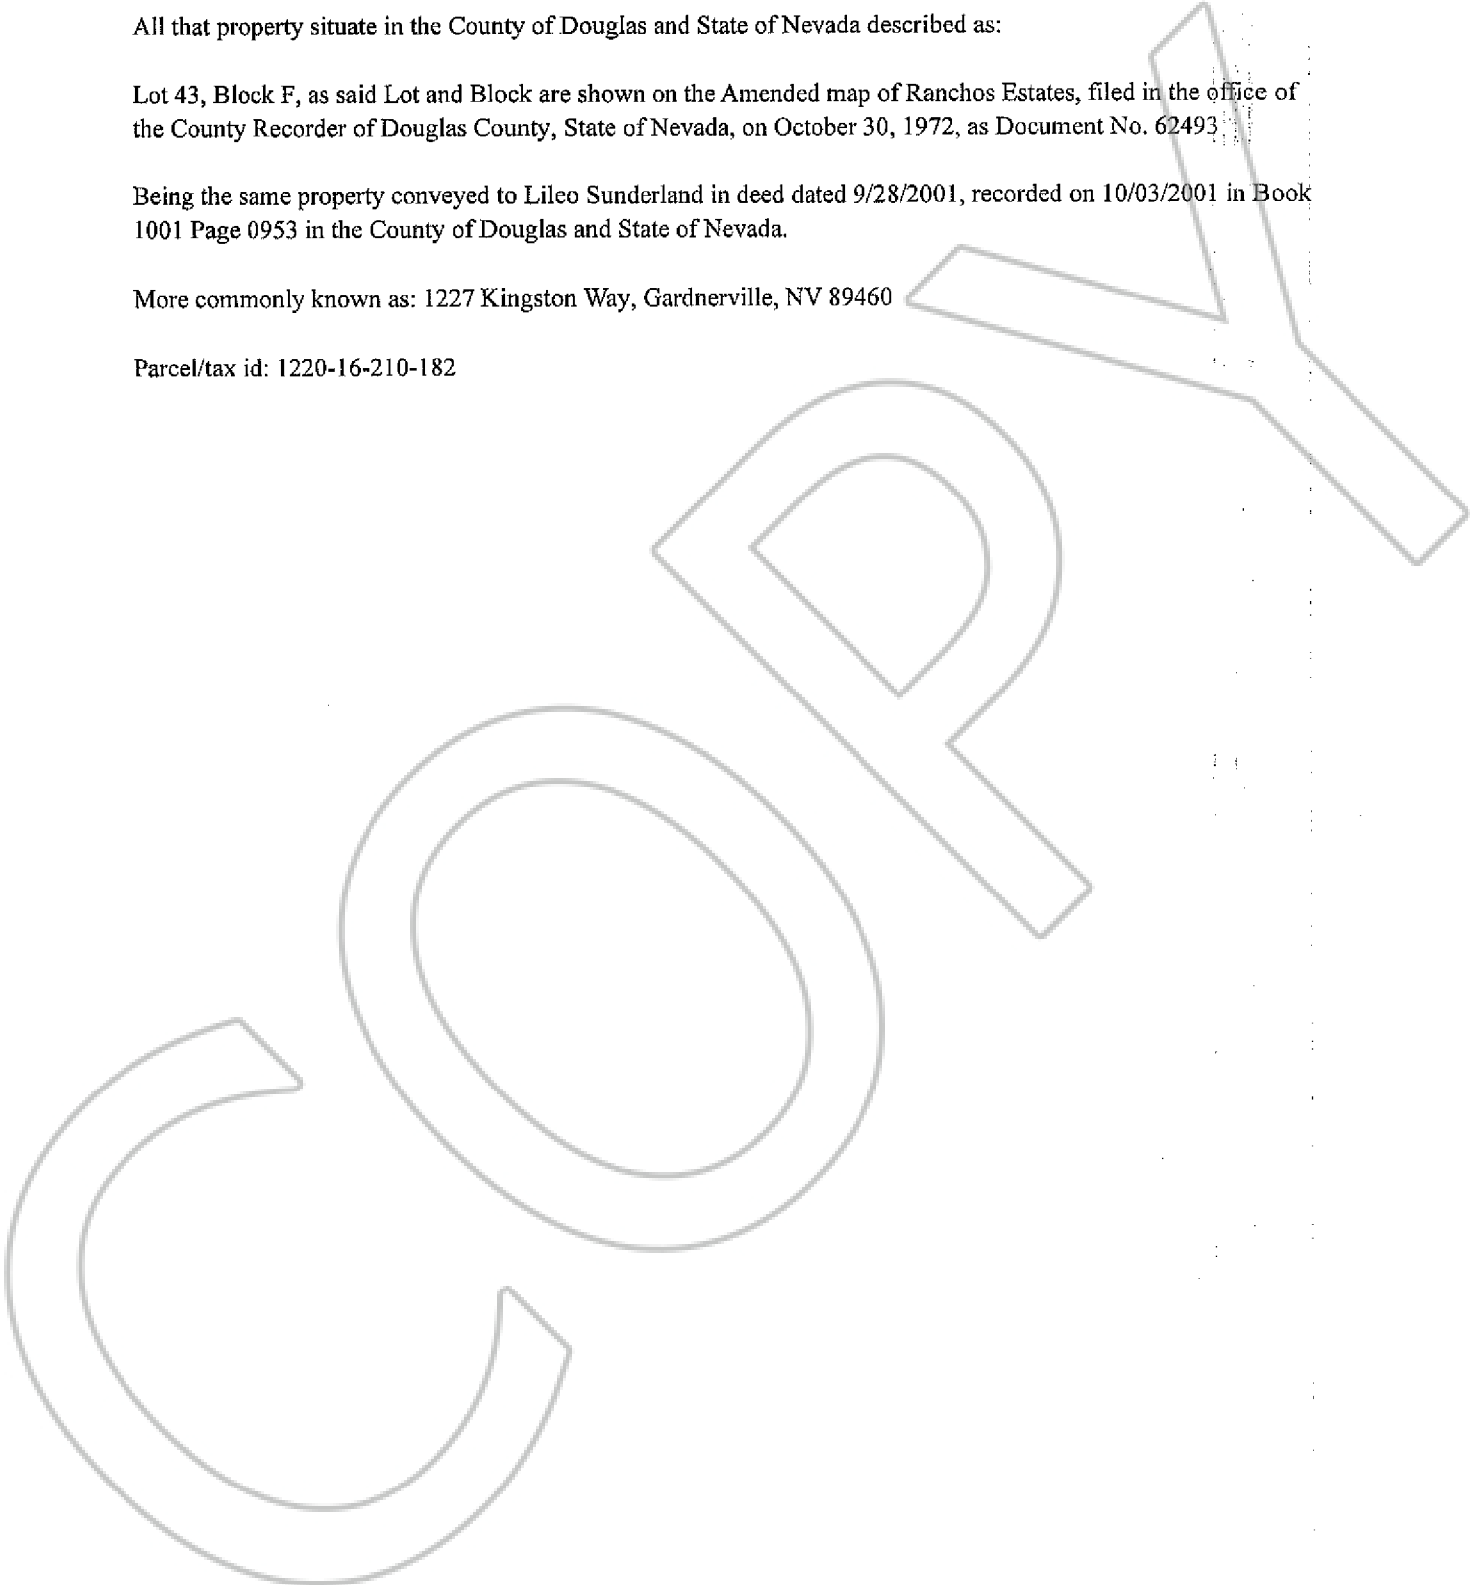 All that property situate in the County of Douglas and State of Nevada described as:
Lot 43, Block F, as said Lot and Block are shown on the Amended map of Ranchos Estates, filed in the office of
the County Recorder of Douglas County, State of Nevada, on October 30, 1972, as Document No. 62493.
Being the same property conveyed to Lileo Sunderland in deed dated 9/28/2001, recorded on 10/03/2001 in Book
1001 Page 0953 in the County of Douglas and State of Nevada.
More commonly known as: 1227 Kingston Way, Gardnerville, NV 89460
Parcel/tax id: 1220-16-210-182
COPY